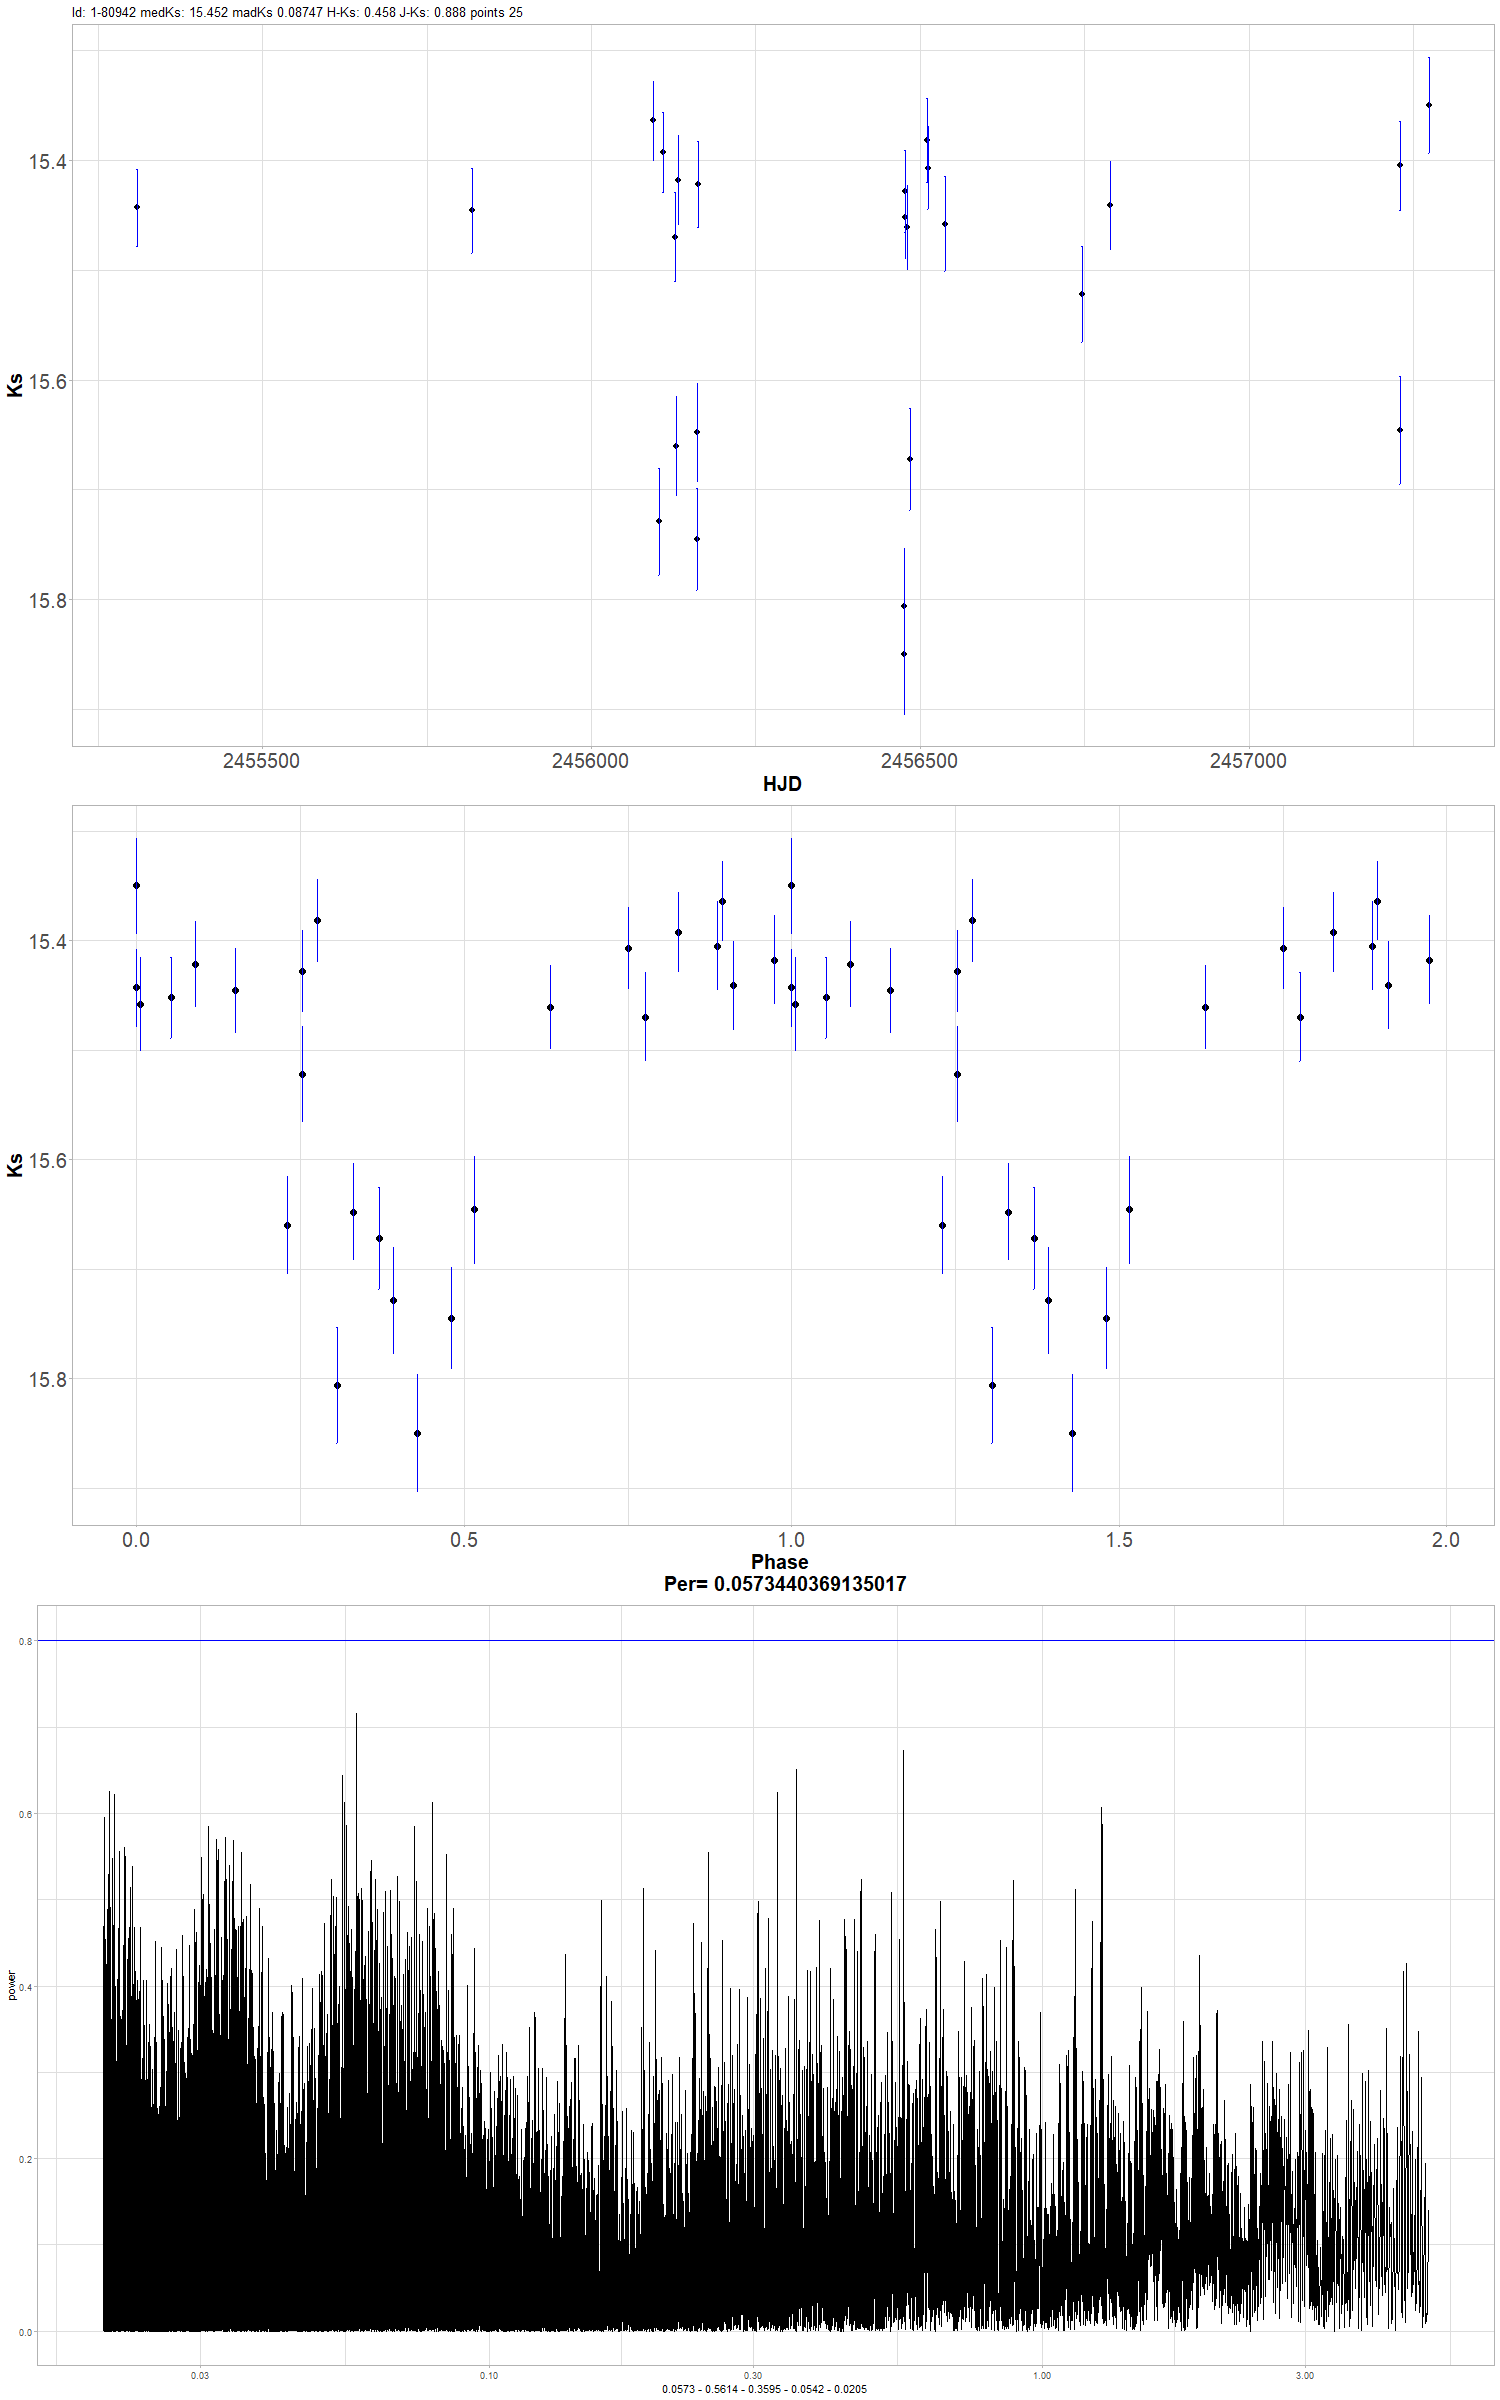 Id: 1-80942 medKs: 15.452 madKs 0.08747 H-Ks: 0.458 J-Ks: 0.888 points 25
15.4
15.6
15.8
Ks
2455500 2456000 2456500 2457000
HJD
15.4
15.6
15.8
Ks
0.0 0.5 1.0 1.5 2.0
Phase
Per= 0.0573440369135017
0.8
0.6
0.4
0.2
0.0
power
0.03 0.10 0.30 1.00 3.00
0.0573 - 0.5614 - 0.3595 - 0.0542 - 0.0205